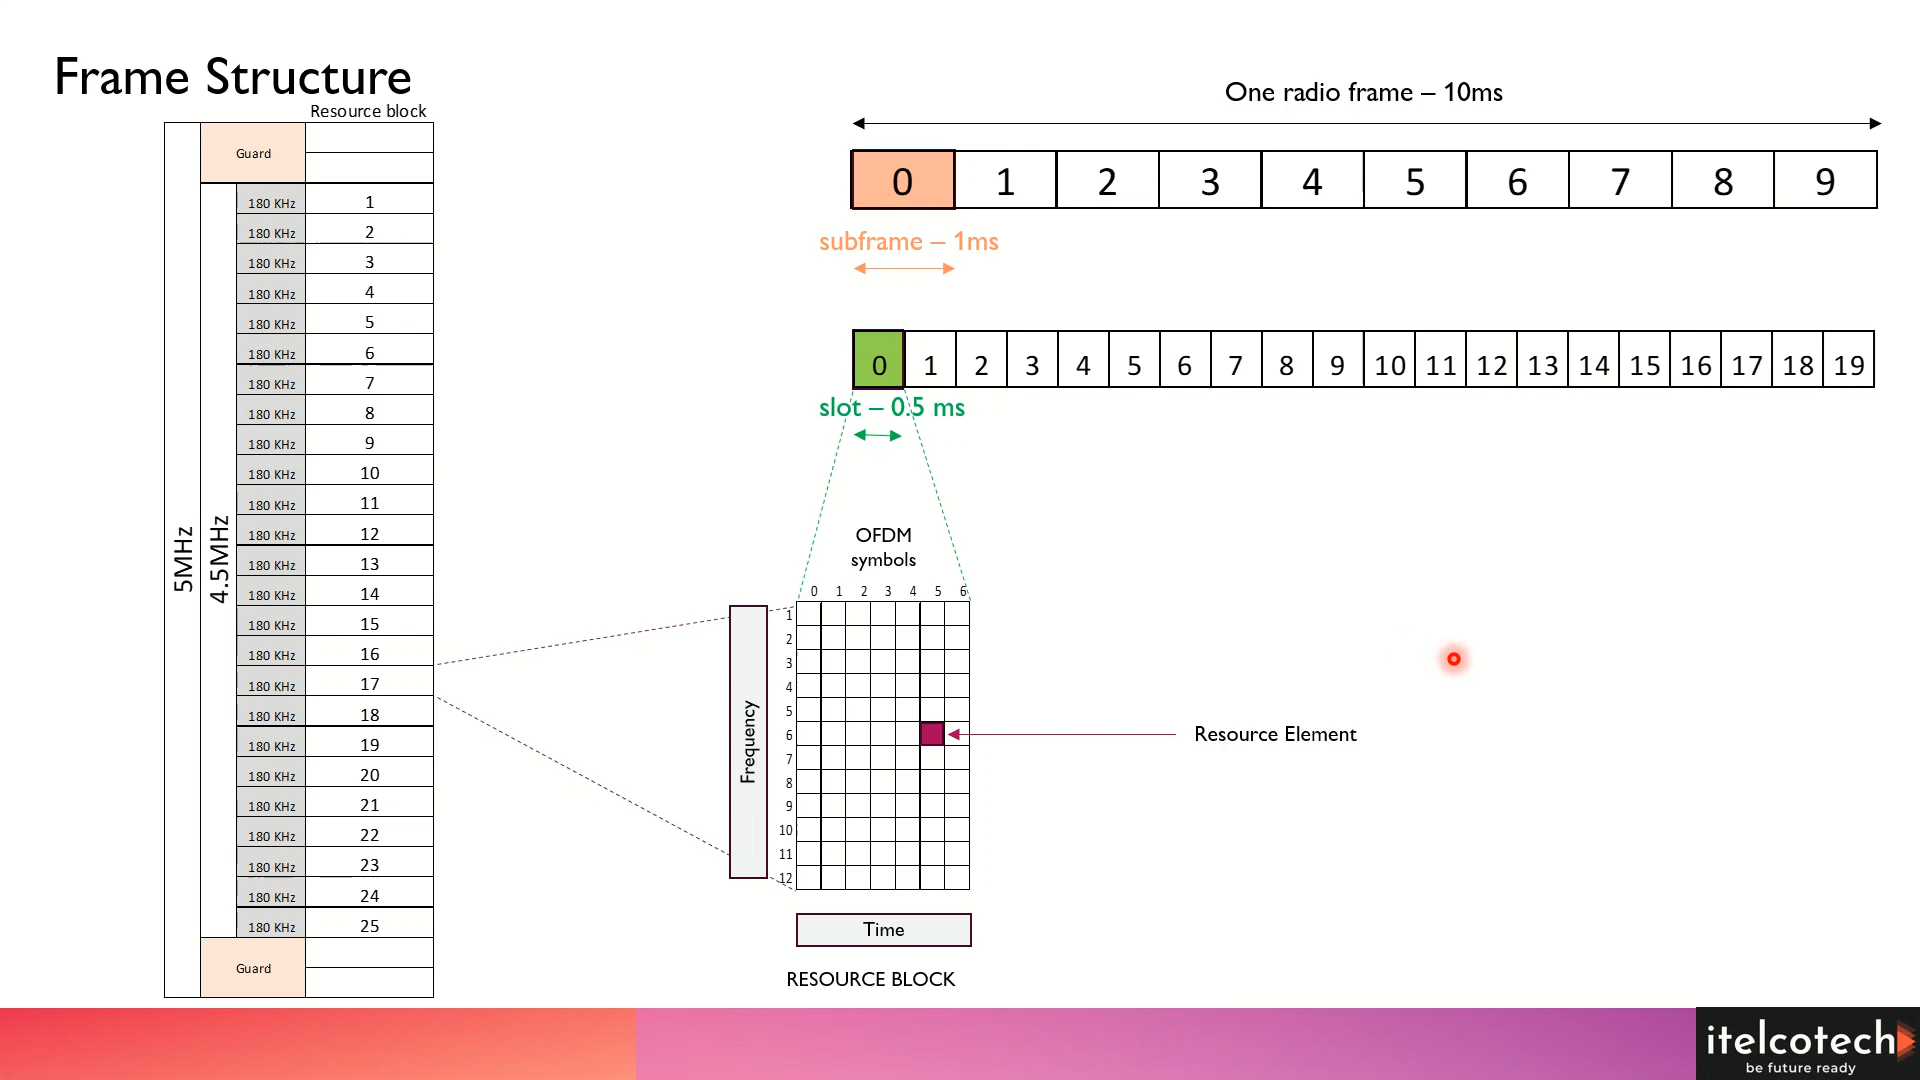 Frame Structure
Resource block
Guard
180 KHz 1
180 KHz 2
180 KHz 3
180 KHz 4
180 KHz 5
180 KHz 6
180 KHz 7
180 KHz 8
180 KHz 9
180 KHz 10
180 KHz 11
180 KHz 12
180 KHz 13
180 KHz 14
180 KHz 15
180 KHz 16
180 KHz 17
180 KHz 18
180 KHz 19
180 KHz 20
180 KHz 21
180 KHz 22
180 KHz 23
180 KHz 24
180 KHz 25
Guard
5MHz
4.5MHz
One radio frame – 10ms
0 1 2 3 4 5 6 7 8 9
subframe – 1ms
0 1 2 3 4 5 6 7 8 9 10 11 12 13 14 15 16 17 18 19
slot – 0.5 ms
OFDM
symbols
0 1 2 3 4 5 6
1
2
3
4
5
6
7
8
9
10
11
12
Frequency
Resource Element
Time
RESOURCE BLOCK
itelcotech
be future ready